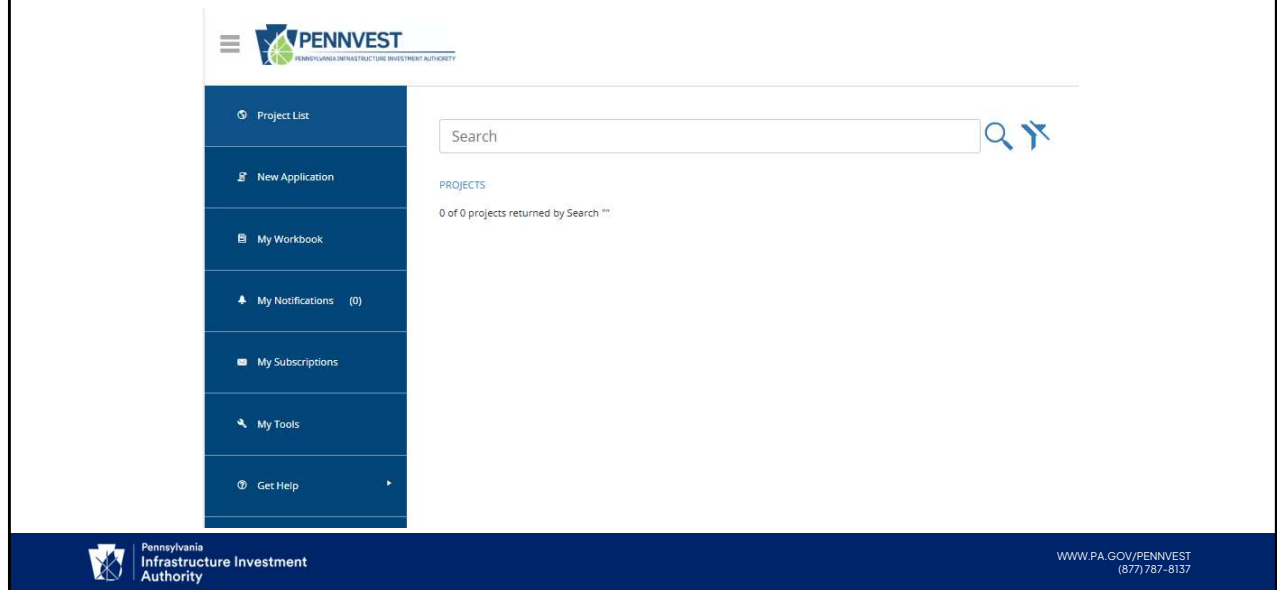 PENNVEST
PENNSYLVANIA INFRASTRUCTURE INVESTMENT AUTHORITY
Project List
New Application
My Workbook
My Notifications (0)
My Subscriptions
My Tools
Get Help
Search
PROJECTS
0 of 0 projects returned by Search ""
Pennsylvania
Infrastructure Investment
Authority
WWW.PA.GOV/PENNVEST
(877) 787-8137